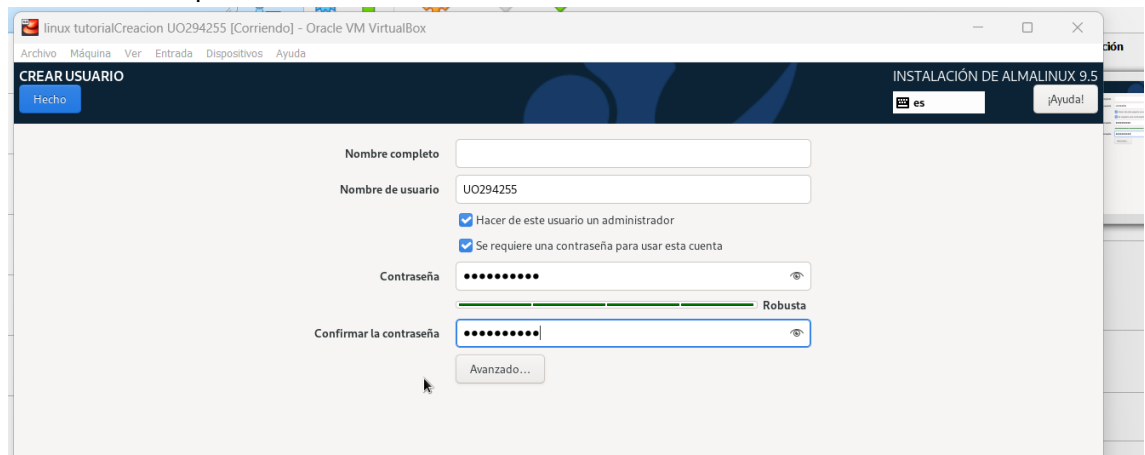 linux tutorialCreacion UO294255 [Corriendo] - Oracle VM VirtualBox
Archivo Máquina Ver Entrada Dispositivos Ayuda
ción
CREAR USUARIO
INSTALACIÓN DE ALMALINUX 9.5
Hecho
es
¡Ayuda!
Nombre completo
Nombre de usuario UO294255
Hacer de este usuario un administrador
Se requiere una contraseña para usar esta cuenta
Contraseña ●●●●●●●●●●
Robusta
Confirmar la contraseña ●●●●●●●●●●
Avanzado...